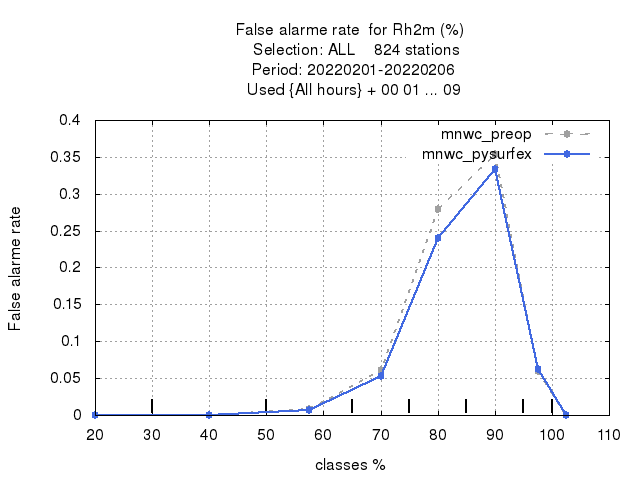 False alarme rate  for Rh2m (%)
Selection: ALL    824 stations
Period: 20220201-20220206
Used {All hours} + 00 01 ... 09
mnwc_preop
mnwc_pysurfex
False alarme rate
0.4
0.35
0.3
0.25
0.2
0.15
0.1
0.05
0
20 30 40 50 60 70 80 90 100 110
classes %